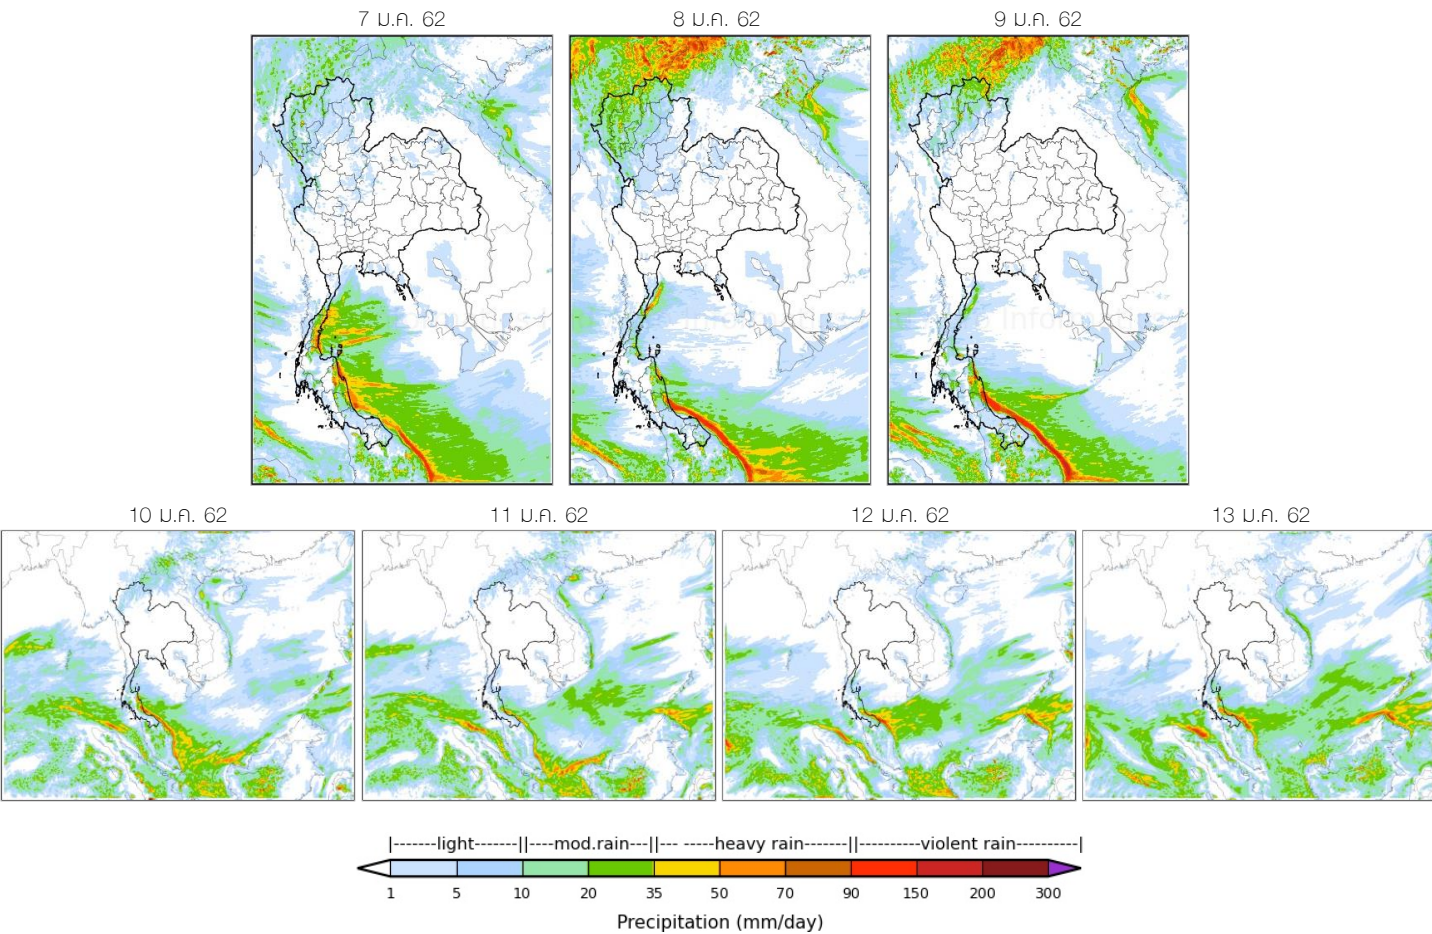 7 ม.ค. 62
8 ม.ค. 62
9 ม.ค. 62
10 ม.ค. 62
11 ม.ค. 62
12 ม.ค. 62
13 ม.ค. 62
|-------light-------||----mod.rain---||--- -----heavy rain-------||----------violent rain----------|
1 5 10 20 35 50 70 90 150 200 300
Precipitation (mm/day)